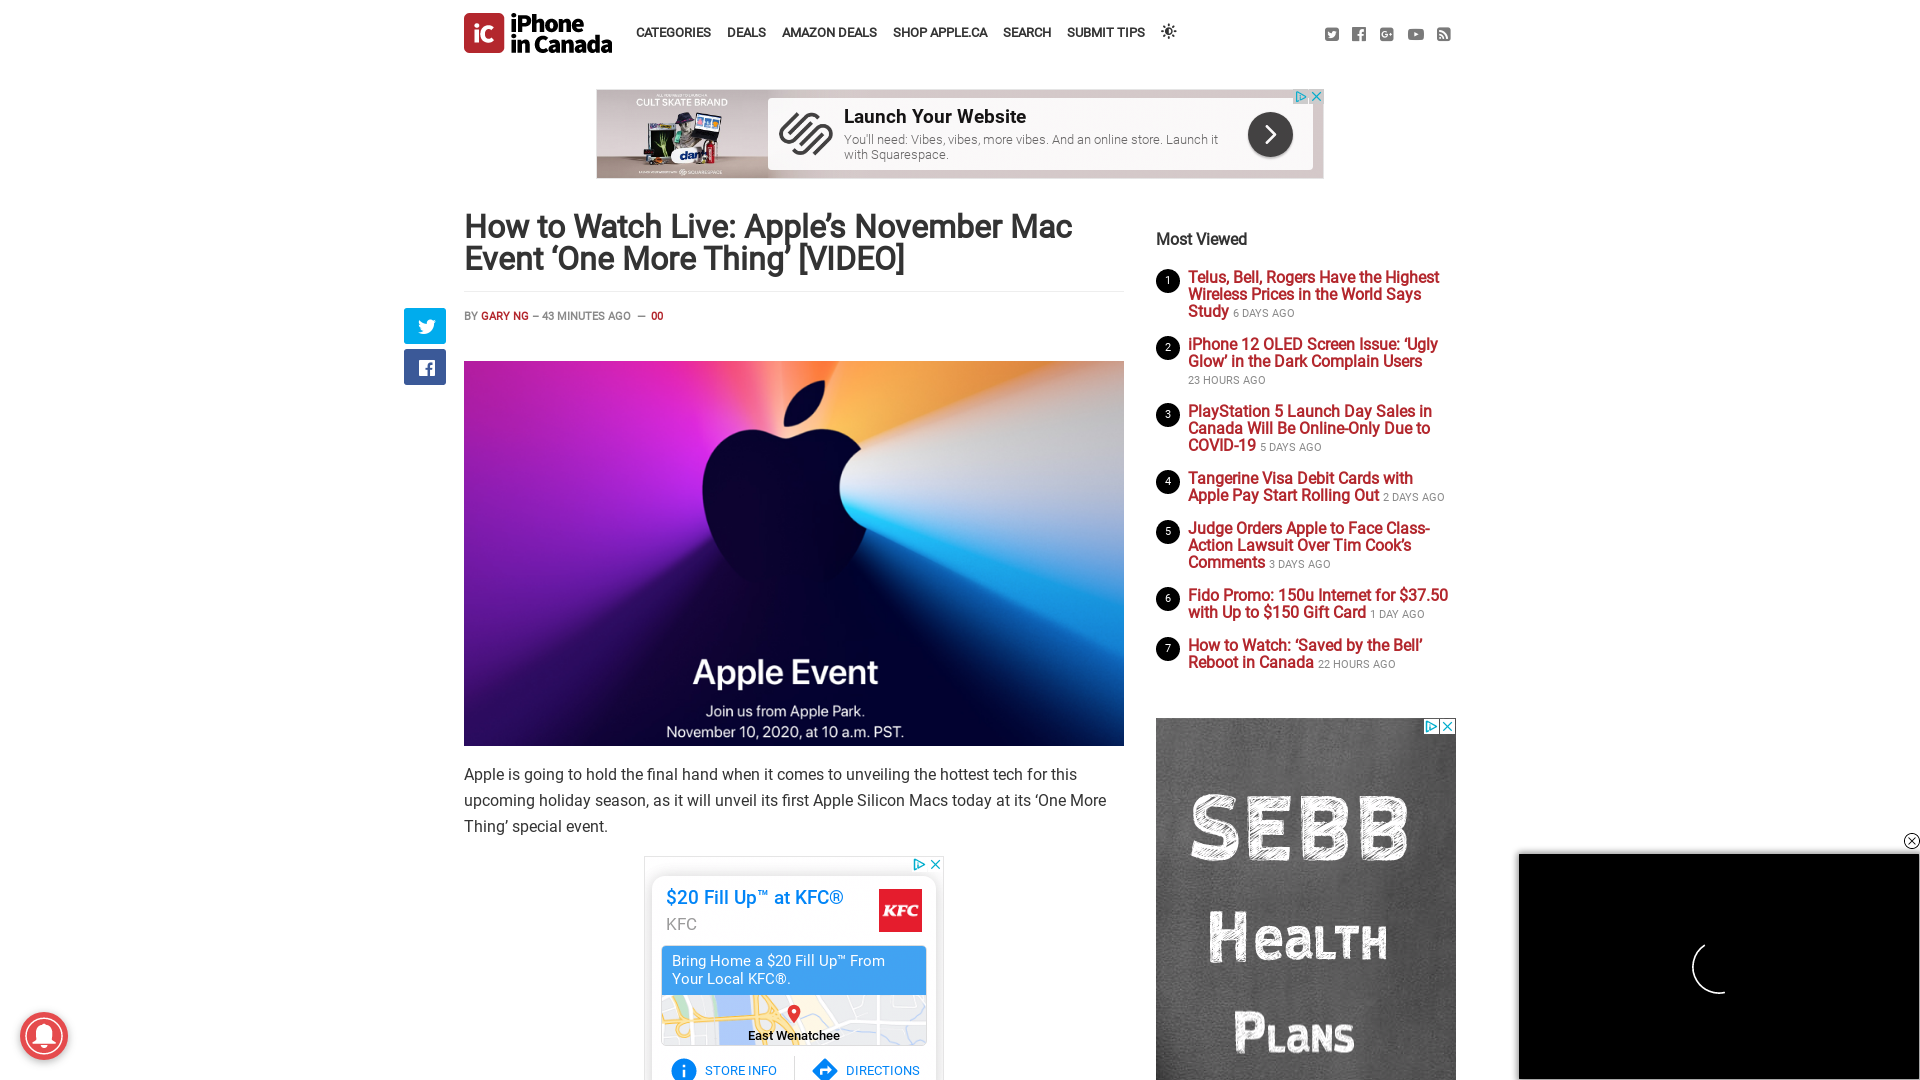 iC iPhone
in Canada
CATEGORIES DEALS AMAZON DEALS SHOP APPLE.CA SEARCH SUBMIT TIPS
CULT SKATE BRAND
dam
SQUARESPACE
Launch Your Website
You'll need: Vibes, vibes, more vibes. And an online store. Launch it
with Squarespace.
How to Watch Live: Apple’s November Mac
Event ‘One More Thing’ [VIDEO]
BY GARY NG – 43 MINUTES AGO — 00
Apple Event
Join us from Apple Park.
November 10, 2020, at 10 a.m. PST.
Apple is going to hold the final hand when it comes to unveiling the hottest tech for this
upcoming holiday season, as it will unveil its first Apple Silicon Macs today at its ‘One More
Thing’ special event.
$20 Fill Up™ at KFC®
KFC
KFC
Bring Home a $20 Fill Up™ From
Your Local KFC®.
East Wenatchee
STORE INFO DIRECTIONS
Most Viewed
1 Telus, Bell, Rogers Have the Highest
Wireless Prices in the World Says
Study 6 DAYS AGO
2 iPhone 12 OLED Screen Issue: ‘Ugly
Glow’ in the Dark Complain Users
23 HOURS AGO
3 PlayStation 5 Launch Day Sales in
Canada Will Be Online-Only Due to
COVID-19 5 DAYS AGO
4 Tangerine Visa Debit Cards with
Apple Pay Start Rolling Out 2 DAYS AGO
5 Judge Orders Apple to Face Class-
Action Lawsuit Over Tim Cook’s
Comments 3 DAYS AGO
6 Fido Promo: 150u Internet for $37.50
with Up to $150 Gift Card 1 DAY AGO
7 How to Watch: ‘Saved by the Bell’
Reboot in Canada 22 HOURS AGO
SEBB
Health
Plans